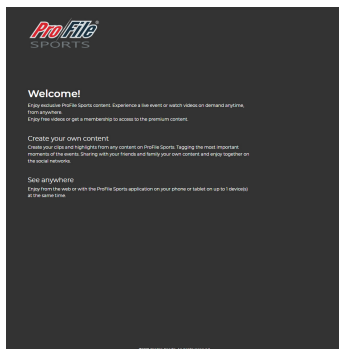 Pro/File
SPORTS
Welcome!
Enjoy exclusive ProFile Sports content. Experience a live event or watch videos on demand anytime,
from anywhere.
Enjoy free videos or get a membership to access to the premium content.
Create your own content
Create your clips and highlights from any content on ProFile Sports. Tagging the most important
moments of the events. Sharing with your friends and family your own content and enjoy together on
the social networks.
See anywhere
Enjoy from the web or with the ProFile Sports application on your phone or tablet on up to 1 device(s)
at the same time.